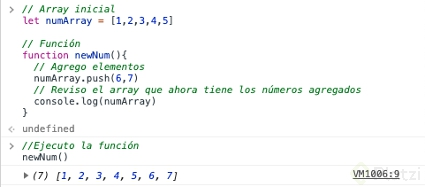 // Array inicial
let numArray = [1,2,3,4,5]
// Función
function newNum(){
// Agrego elementos
numArray.push(6,7)
// Reviso el array que ahora tiene los números agregados
console.log(numArray)
}
undefined
//Ejecuto la función
newNum()
(7) [1, 2, 3, 4, 5, 6, 7] VM1006:9